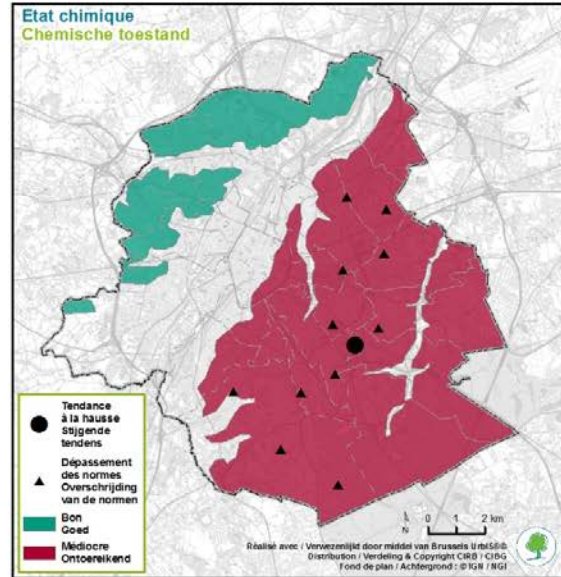 Etat chimique
Chemische toestand
Tendance
à la hausse
Stijgende
tendens
Dépassement
des normes
Overschrijding
van de normen
Bon
Goed
Médiocre
Ontoereikend
N
0 1 2 km
Réalisé avec / Verwezenlijkt door middel van Brussels UrbIS®©
Distribution / Verdeling & Copyright CIRB / CIBG
Fond de plan / Achtergrond : © IGN / NGI